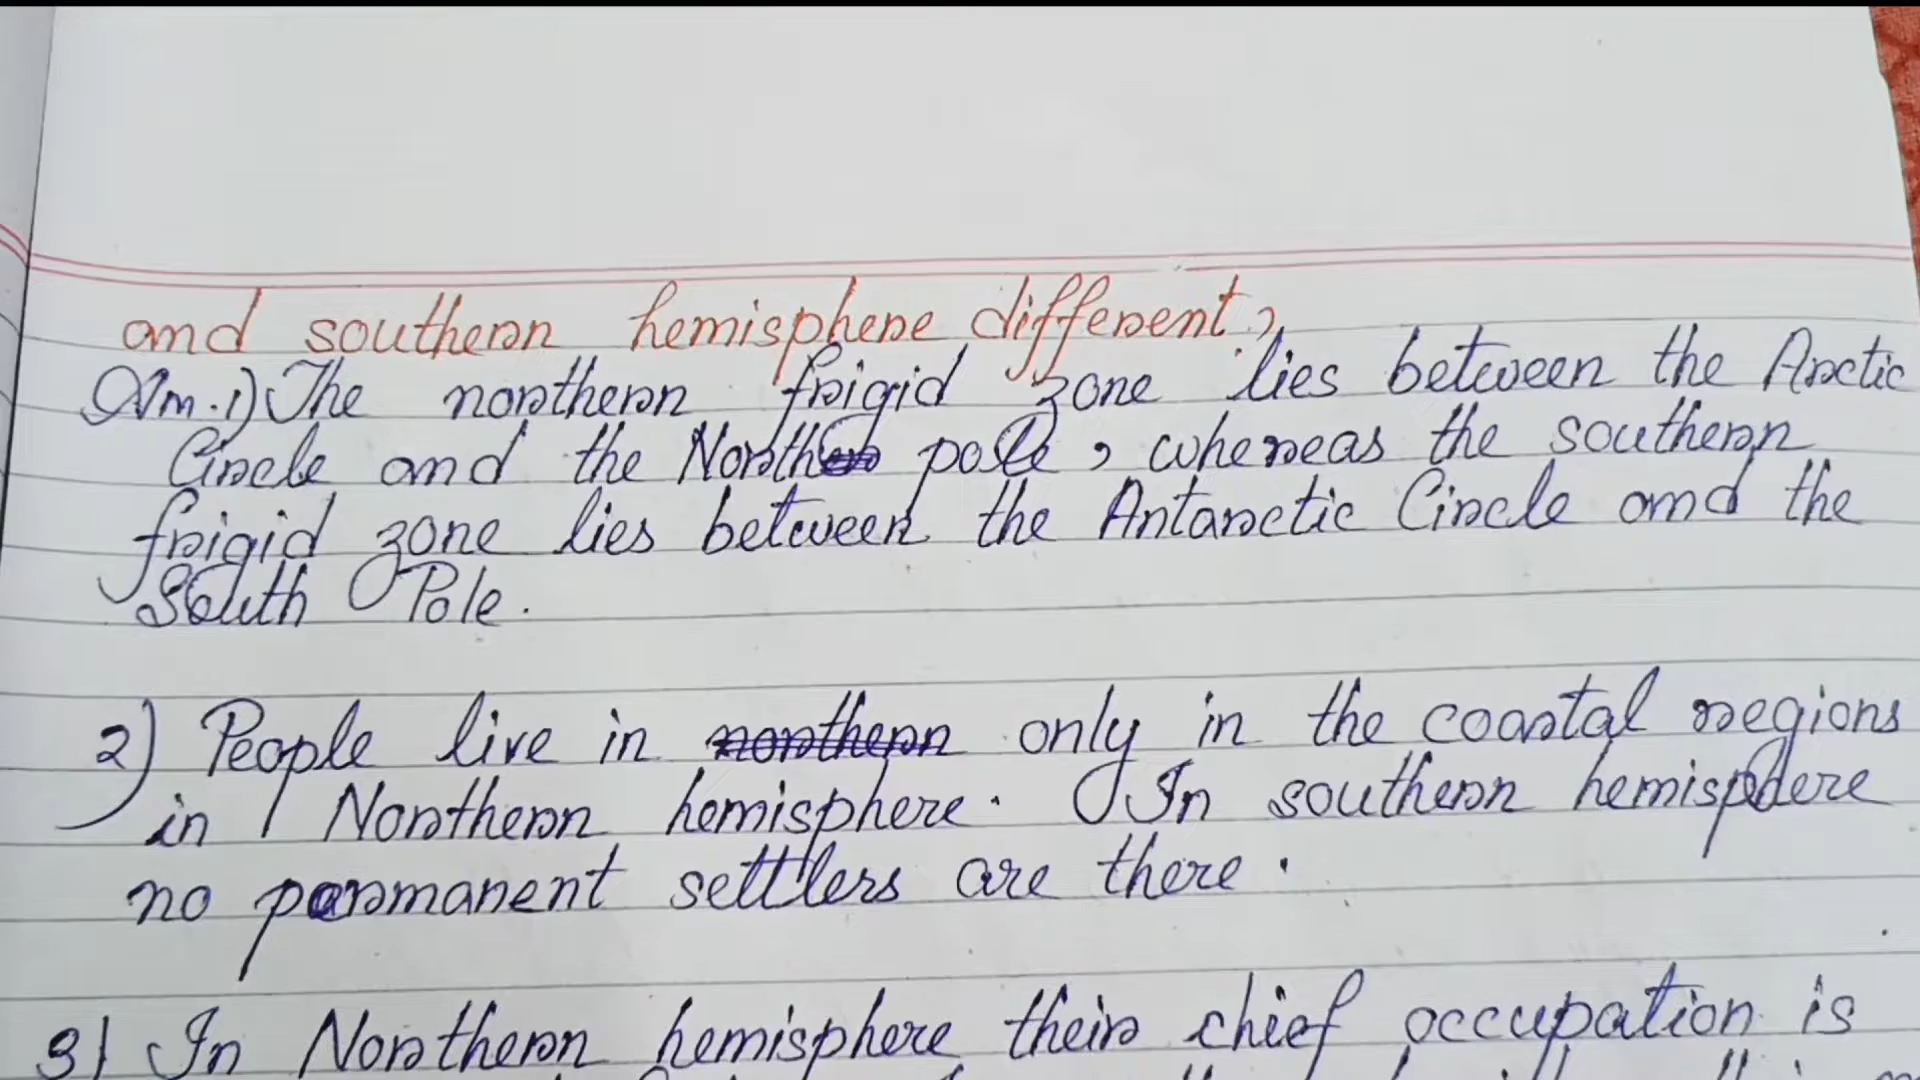 and southern hemisphere different?
Ans.1) The northern frigid zone lies between the Arctic
Circle and the North pole, whereas the southern
frigid zone lies between the Antarctic Circle and the
South Pole.
2) People live in northern only in the coastal regions
in Northern hemisphere. In southern hemisphere
no parmanent settlers are there.
3) In Northern hemisphere their chief occupation is